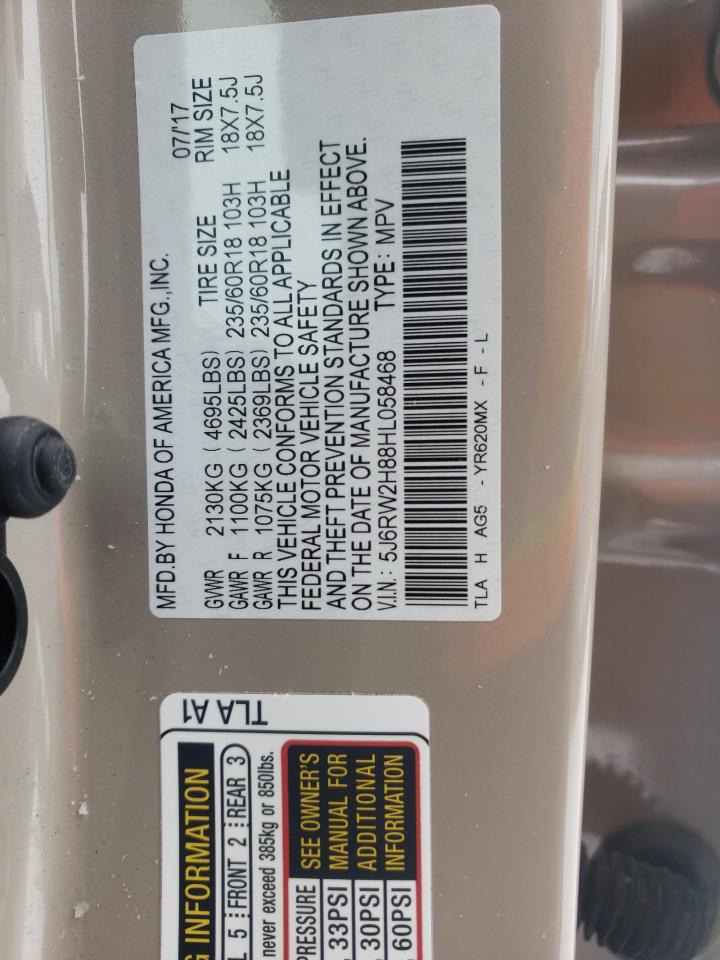 MFD.BY HONDA OF AMERICA MFG.,INC. 07/'17
TIRE SIZE RIM SIZE
GVWR 2130KG ( 4695LBS)
GAWR F 1100KG ( 2425LBS) 235/60R18 103H 18X7.5J
GAWR R 1075KG ( 2369LBS) 235/60R18 103H 18X7.5J
THIS VEHICLE CONFORMS TO ALL APPLICABLE
FEDERAL MOTOR VEHICLE SAFETY
AND THEFT PREVENTION STANDARDS IN EFFECT
ON THE DATE OF MANUFACTURE SHOWN ABOVE.
V.I.N.: 5J6RW2H88HL058468 TYPE: MPV
TLA H AG5 - YR620MX - F - L
TLA A1
INFORMATION
5 FRONT 2 REAR 3
never exceed 385kg or 850lbs.
PRESSURE
33PSI
30PSI
60PSI
SEE OWNER'S
MANUAL FOR
ADDITIONAL
INFORMATION